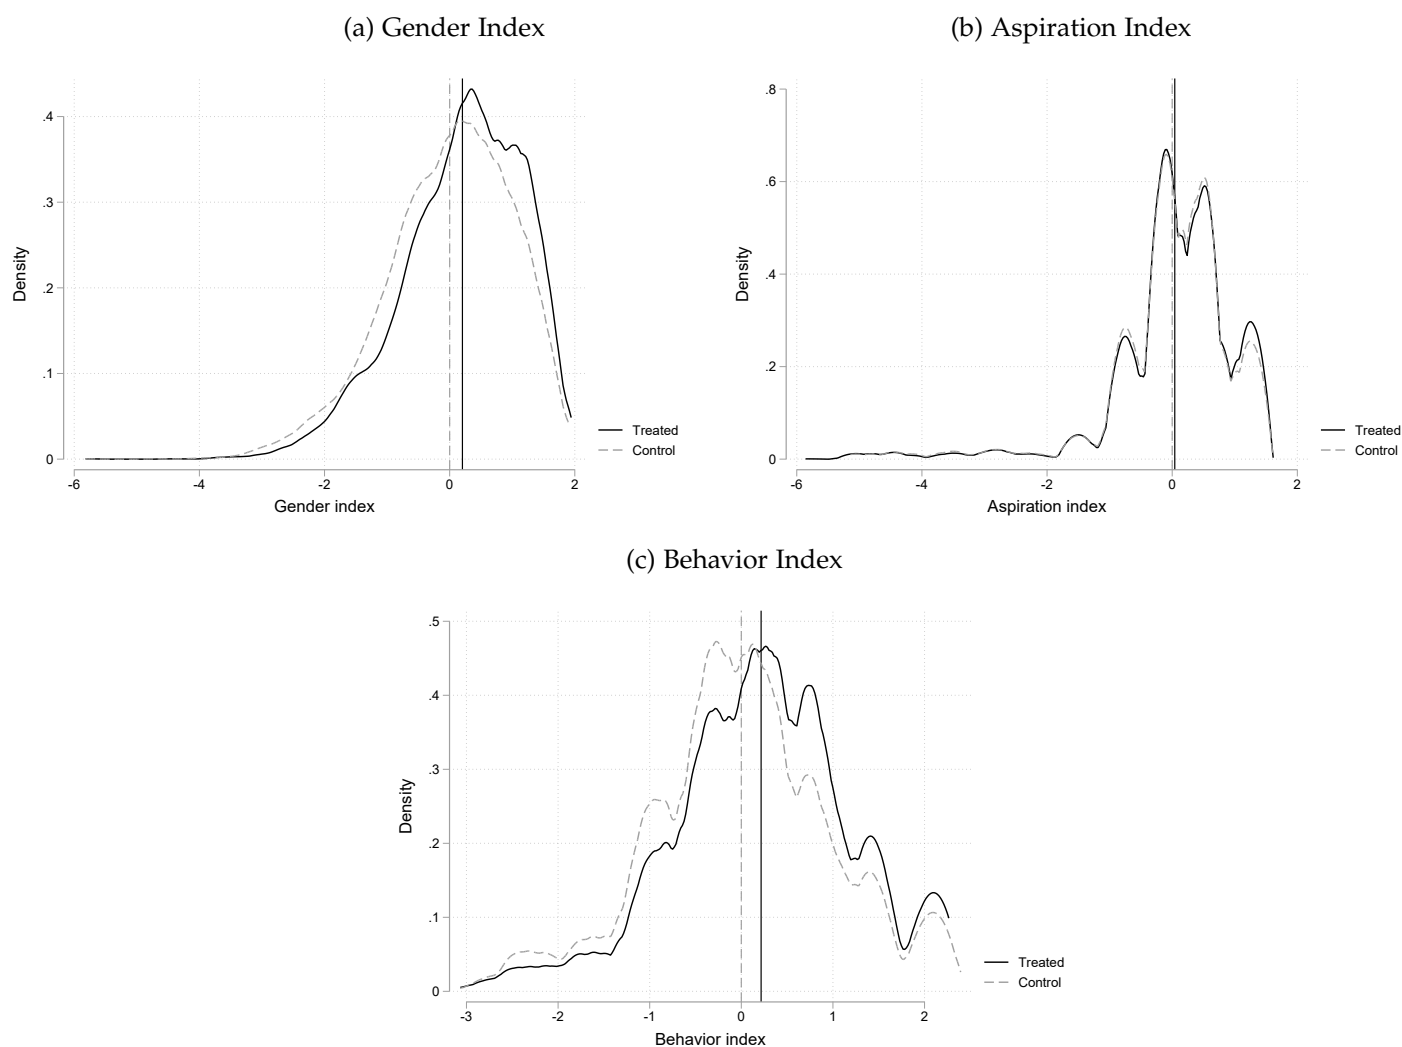 (a) Gender Index
Density
.4
.3
.2
.1
0
-6 -4 -2 0 2
Gender index
Treated
Control
(b) Aspiration Index
Density
.8
.6
.4
.2
0
-6 -4 -2 0 2
Aspiration index
Treated
Control
(c) Behavior Index
Density
.5
.4
.3
.2
.1
0
-3 -2 -1 0 1 2
Behavior index
Treated
Control